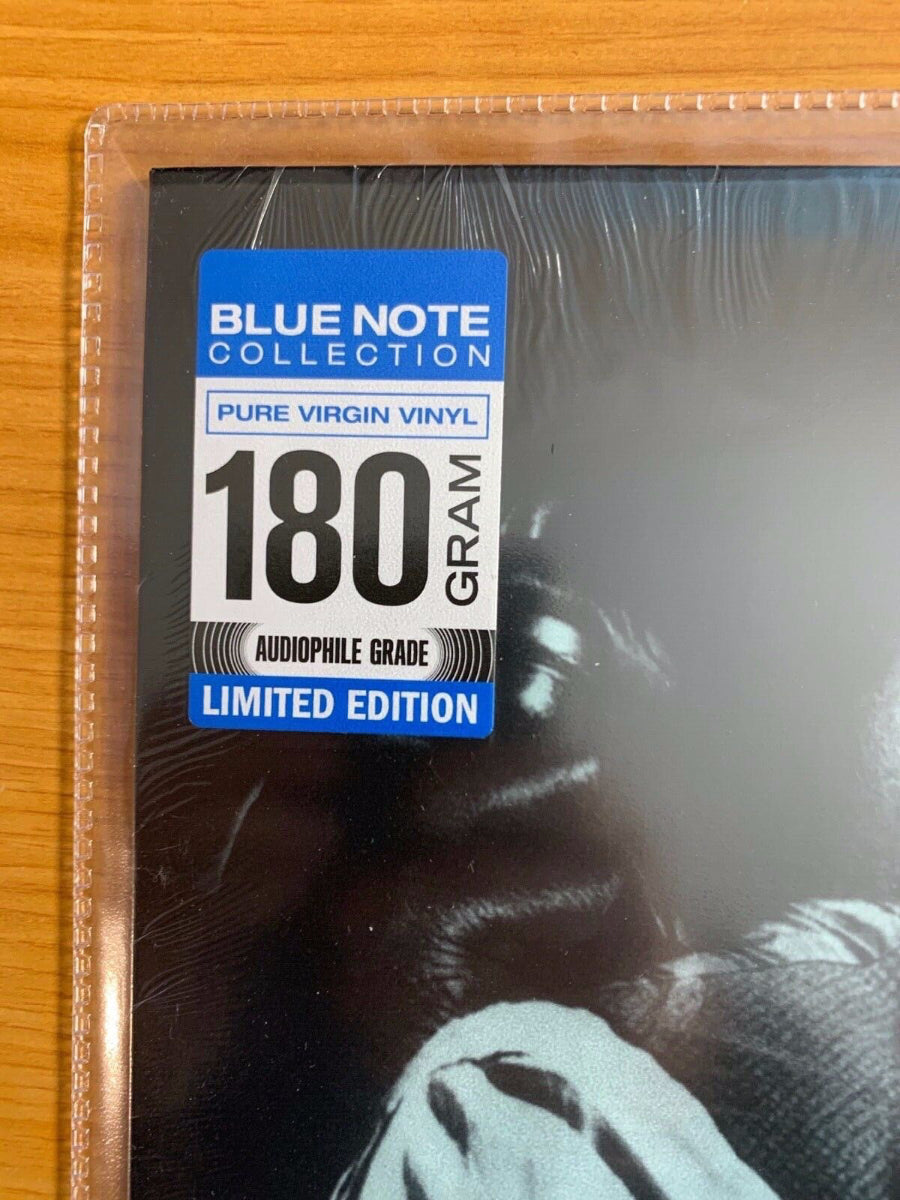 BLUE NOTE
COLLECTION
PURE VIRGIN VINYL
180
GRAM
AUDIOPHILE GRADE
LIMITED EDITION